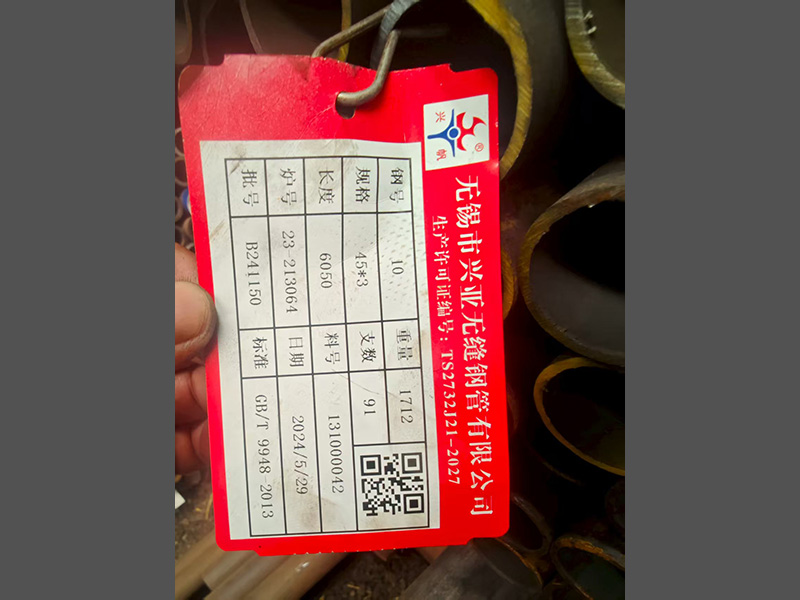 兴帆®
无锡市兴亚无缝钢管有限公司
生产许可证编号：TS2732J21-2027
钢号 10 重量 1712
规格 45*3 支数 /91
长度 6050 料号 131000042
炉号 23-213064 日期 2024/5/29
批号 B241150 标准 GB/T 9948-2013